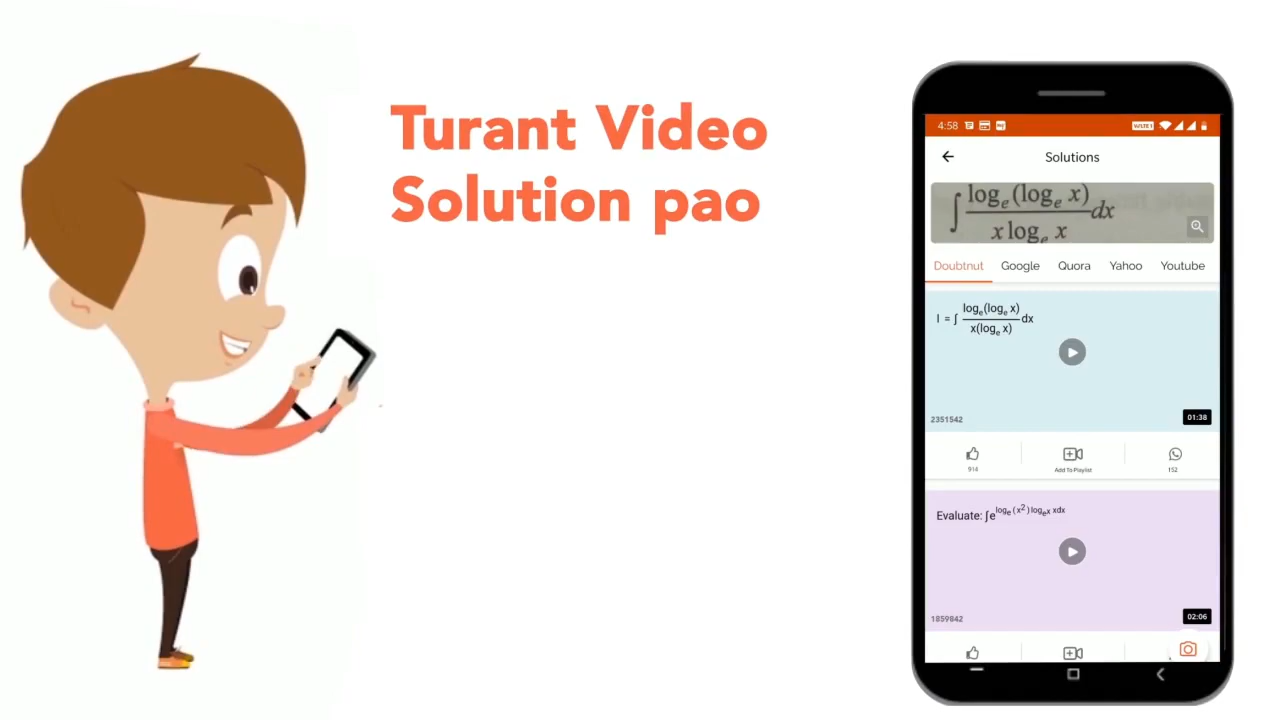 Turant Video
Solution pao
4:58
VoLTE1
Solutions
∫ logₑ(logₑ x) / x logₑ x dx
Doubtnut Google Quora Yahoo Youtube
I = ∫ logₑ(logₑ x) / x(logₑ x) dx
2351542 01:38
914 Add To Playlist 152
Evaluate: ∫e^logₑ(x²)logₑx xdx
1859842 02:06